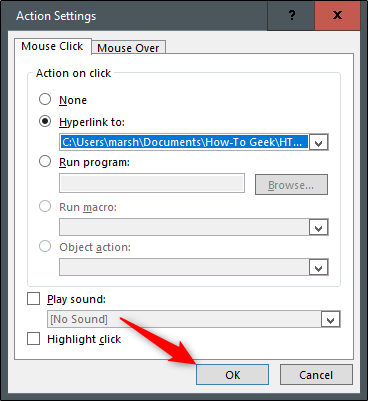 Action Settings
?
x
Mouse Click
Mouse Over
Action on click
None
Hyperlink to:
C:\Users\marsh\Documents\How-To Geek\HT...
Run program:
Browse...
Run macro:
Object action:
Play sound:
[No Sound]
Highlight click
OK
Cancel